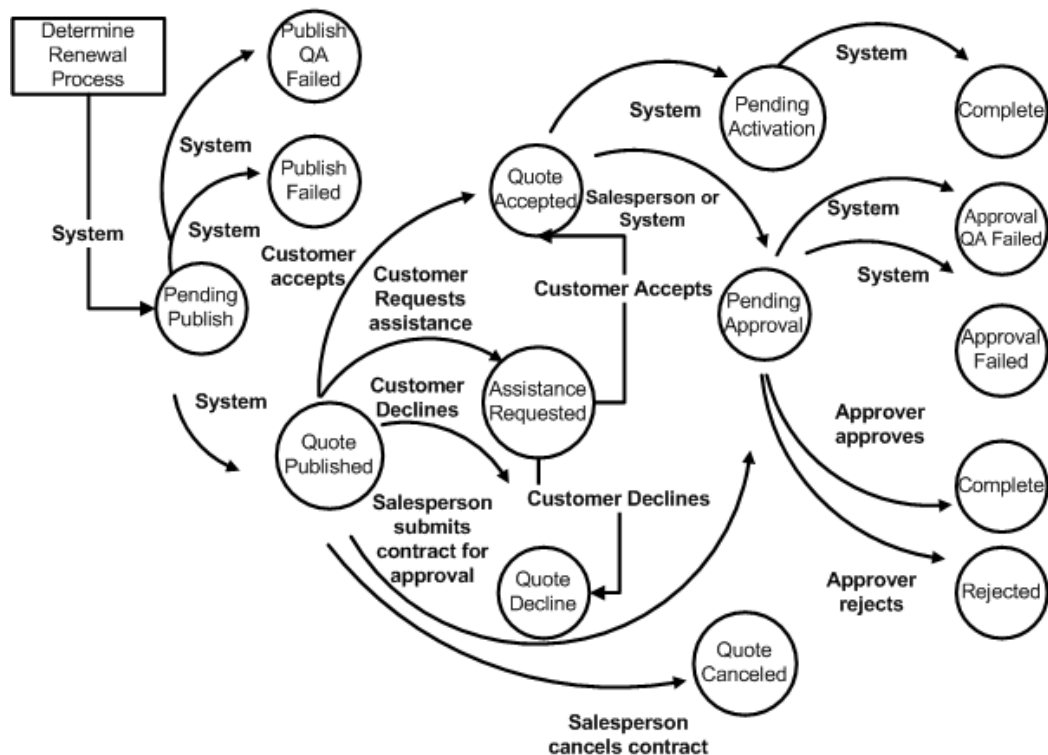 Determine
Renewal
Process
Publish
QA
Failed
System
Pending
Activation
System
Complete
System
Publish
Failed
Quote
Accepted
Salesperson or
System
System
Approval
QA Failed
System
System
Customer
accepts
Customer
Requests
assistance
Customer Accepts
System
Pending
Publish
Pending
Approval
Approval
Failed
System
Customer
Declines
Assistance
Requested
Approver
approves
Quote
Published
Salesperson
submits
contract for
approval
Customer Declines
Complete
Quote
Decline
Approver
rejects
Rejected
Quote
Canceled
Salesperson
cancels contract